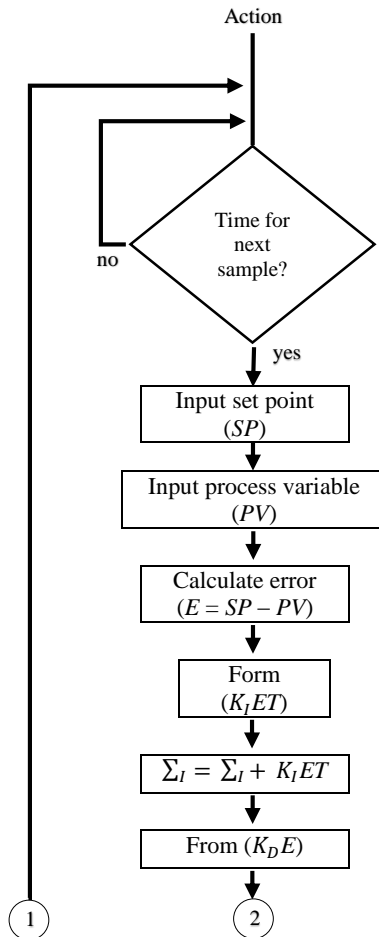 Action
Time for
next
sample?
no
yes
Input set point
(SP)
Input process variable
(PV)
Calculate error
(E = SP – PV)
Form
(K_I ET)
∑_I = ∑_I + K_I ET
From (K_D E)
1
2